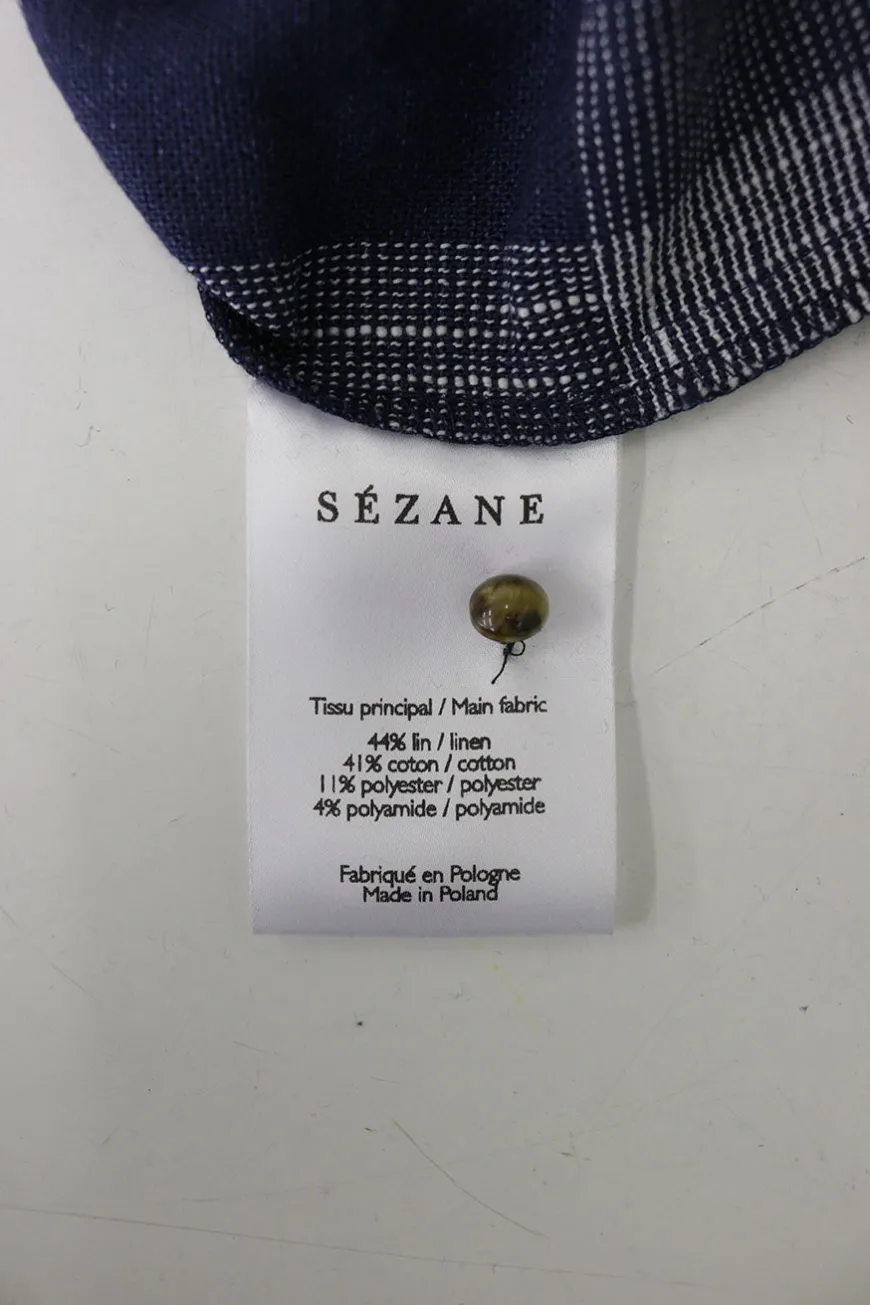 SÉZANE
Tissu principal / Main fabric
44% lin / linen
41% coton / cotton
11% polyester / polyester
4% polyamide / polyamide
Fabriqué en Pologne
Made in Poland